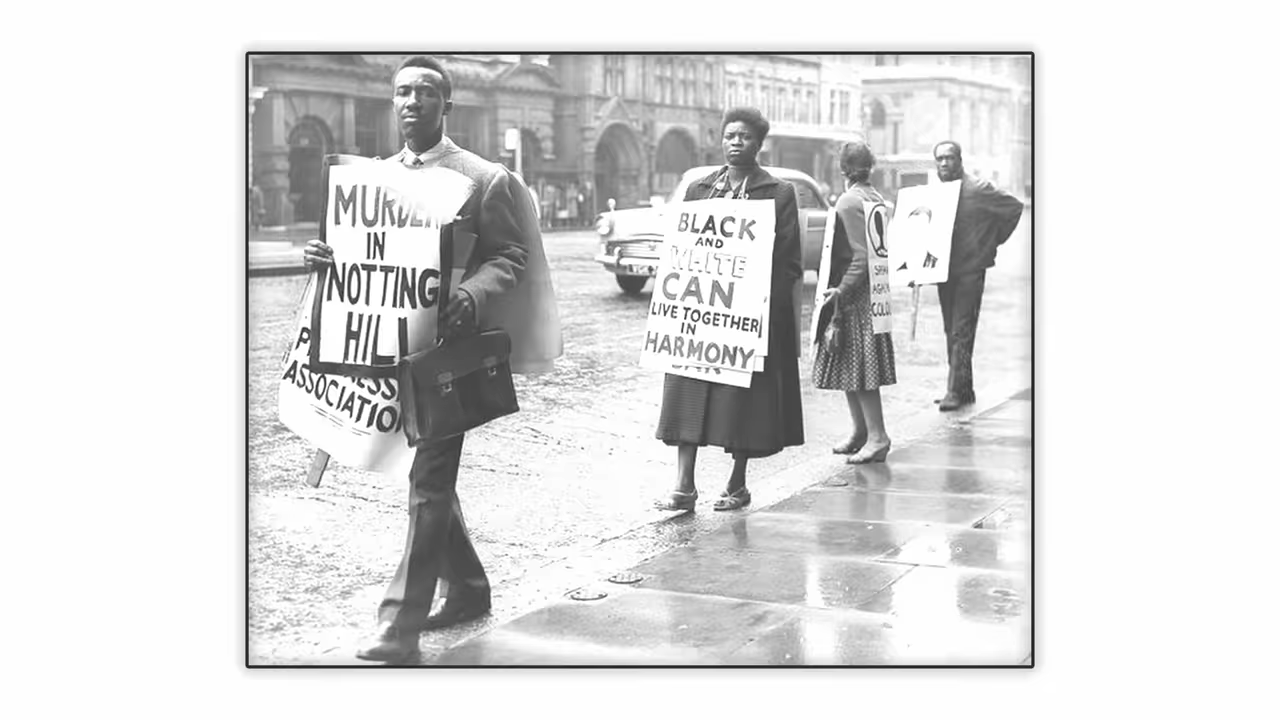 MURDER
IN
NOTTING
HILL
ASSOCIATION
BLACK
AND
WHITE
CAN
LIVE TOGETHER
IN
HARMONY